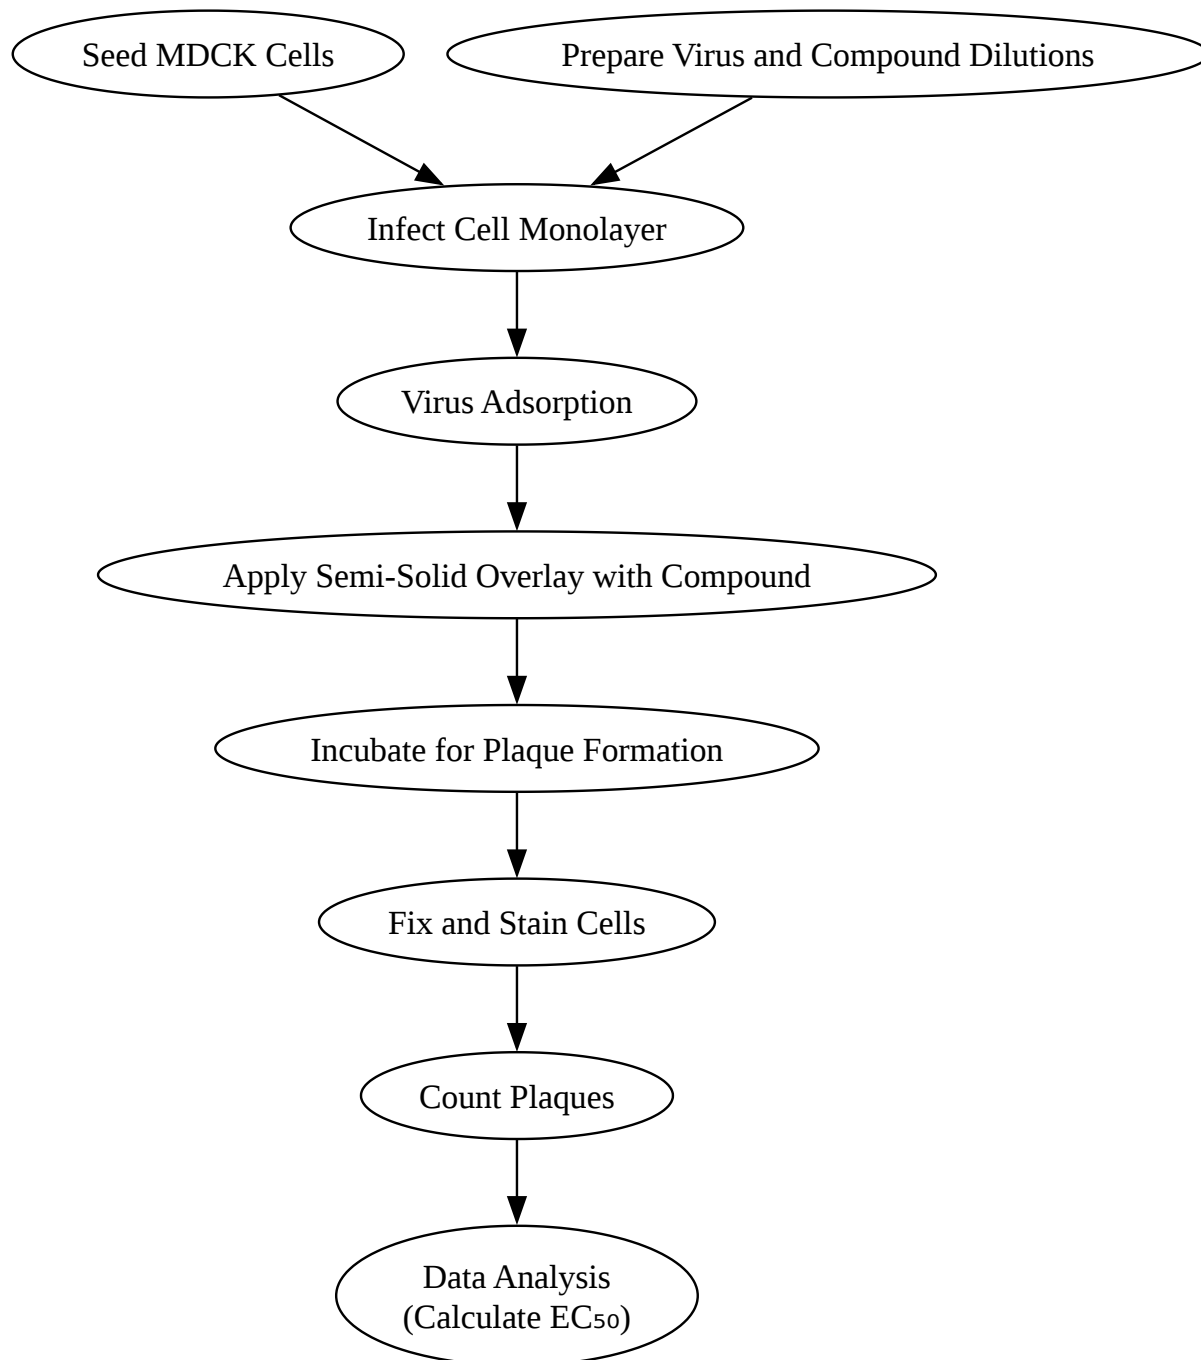 Seed MDCK Cells
Prepare Virus and Compound Dilutions
Infect Cell Monolayer
Virus Adsorption
Apply Semi-Solid Overlay with Compound
Incubate for Plaque Formation
Fix and Stain Cells
Count Plaques
Data Analysis
(Calculate EC₅₀)